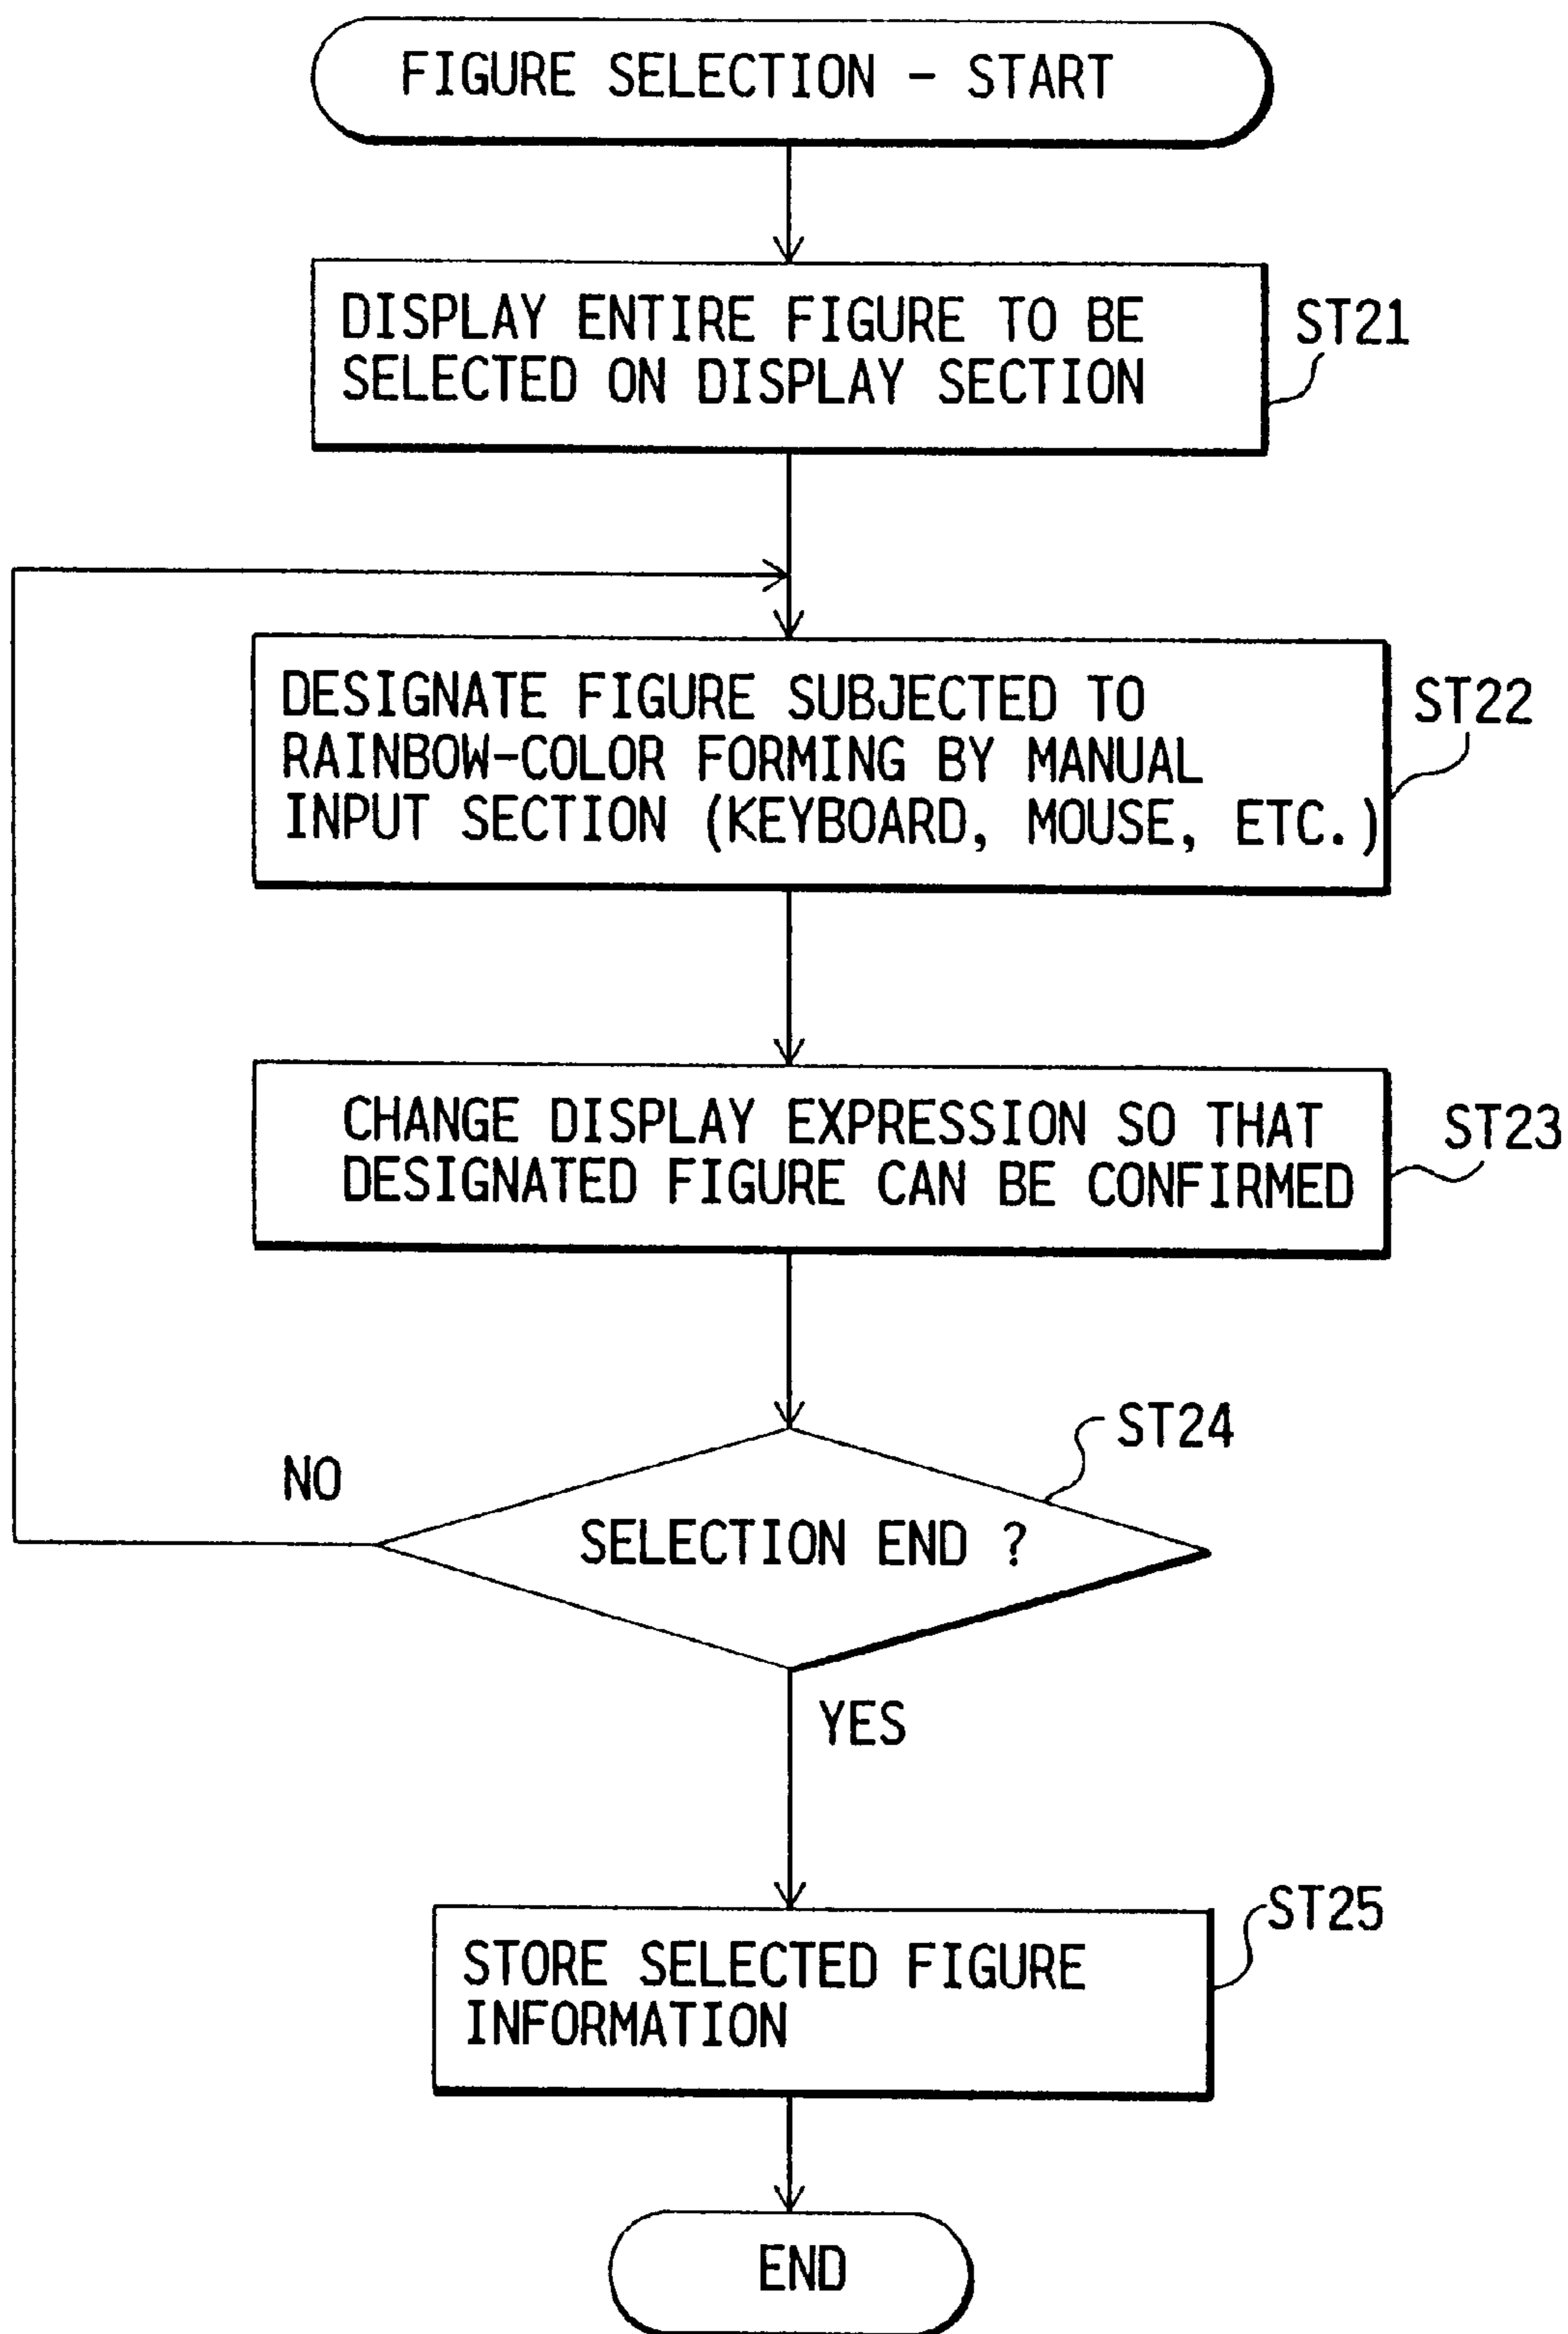 FIGURE SELECTION - START
DISPLAY ENTIRE FIGURE TO BE
SELECTED ON DISPLAY SECTION
ST21
DESIGNATE FIGURE SUBJECTED TO
RAINBOW-COLOR FORMING BY MANUAL
INPUT SECTION (KEYBOARD, MOUSE, ETC.)
ST22
CHANGE DISPLAY EXPRESSION SO THAT
DESIGNATED FIGURE CAN BE CONFIRMED
ST23
ST24
NO
SELECTION END ?
YES
ST25
STORE SELECTED FIGURE
INFORMATION
END